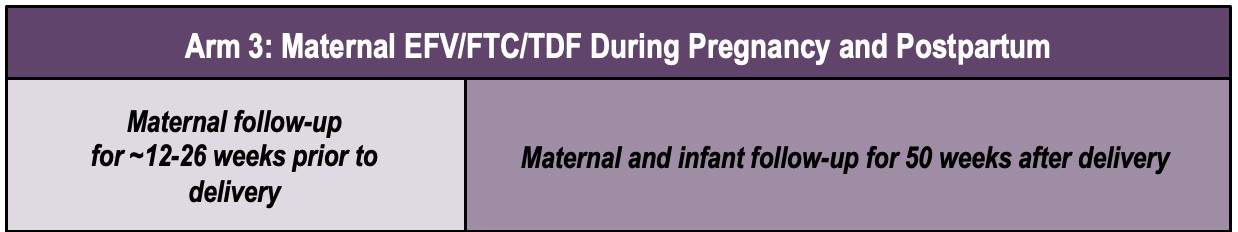 Arm 3: Maternal EFV/FTC/TDF During Pregnancy and Postpartum
Maternal follow-up
for ~12-26 weeks prior to
delivery
Maternal and infant follow-up for 50 weeks after delivery